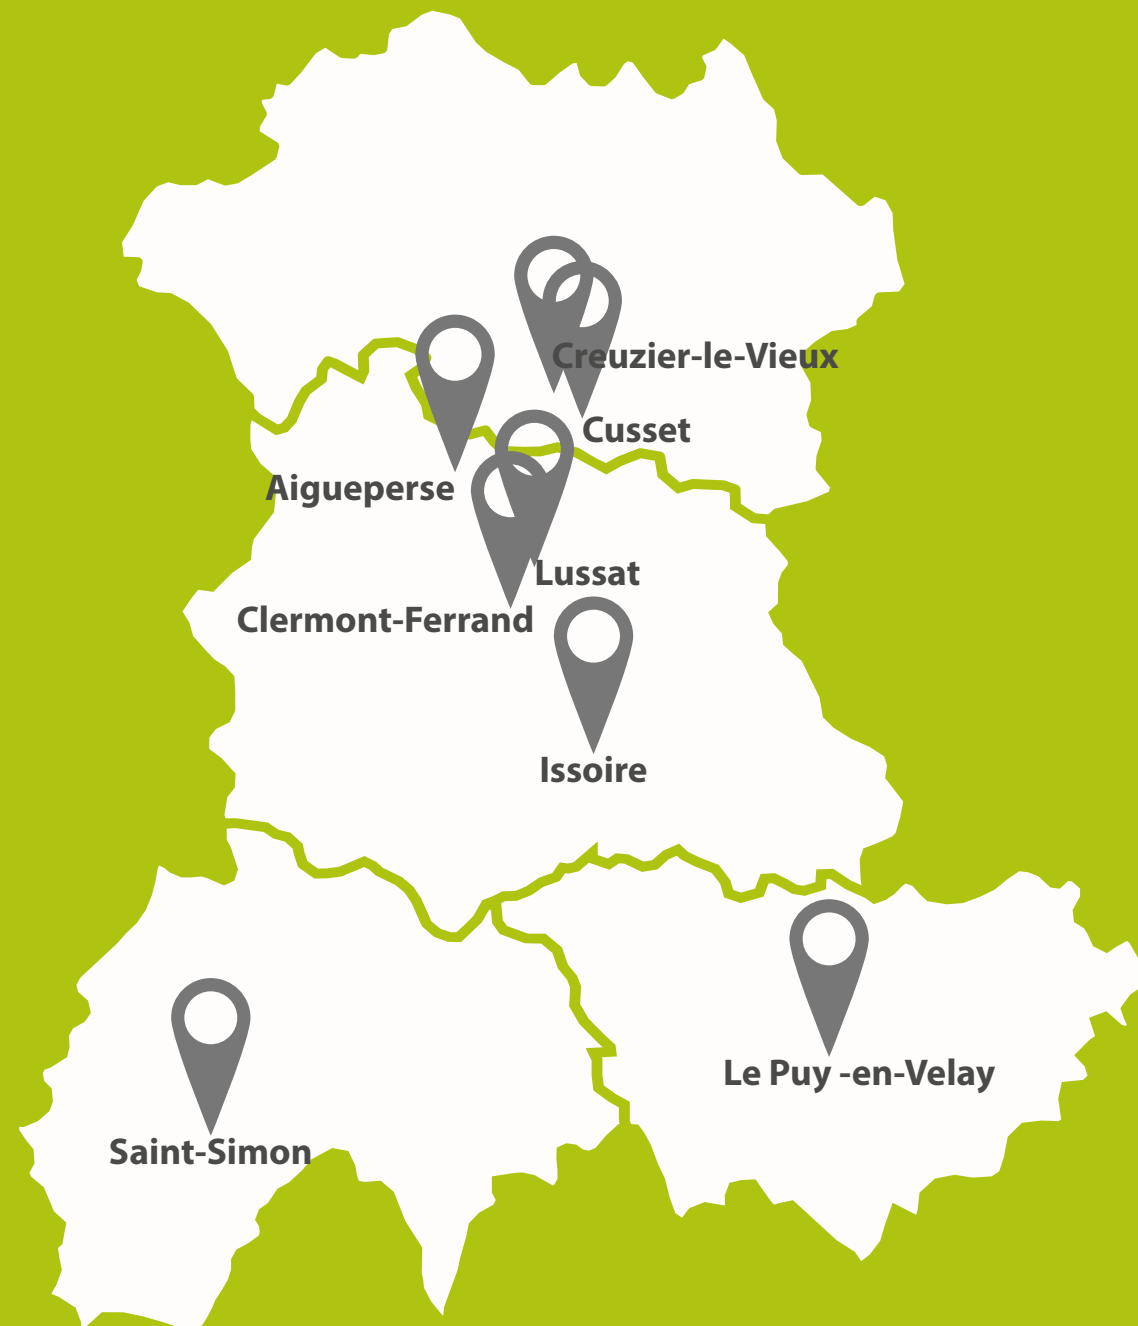 Creuzier-le-Vieux
Cusset
Aigueperse
Lussat
Clermont-Ferrand
Issoire
Le Puy -en-Velay
Saint-Simon